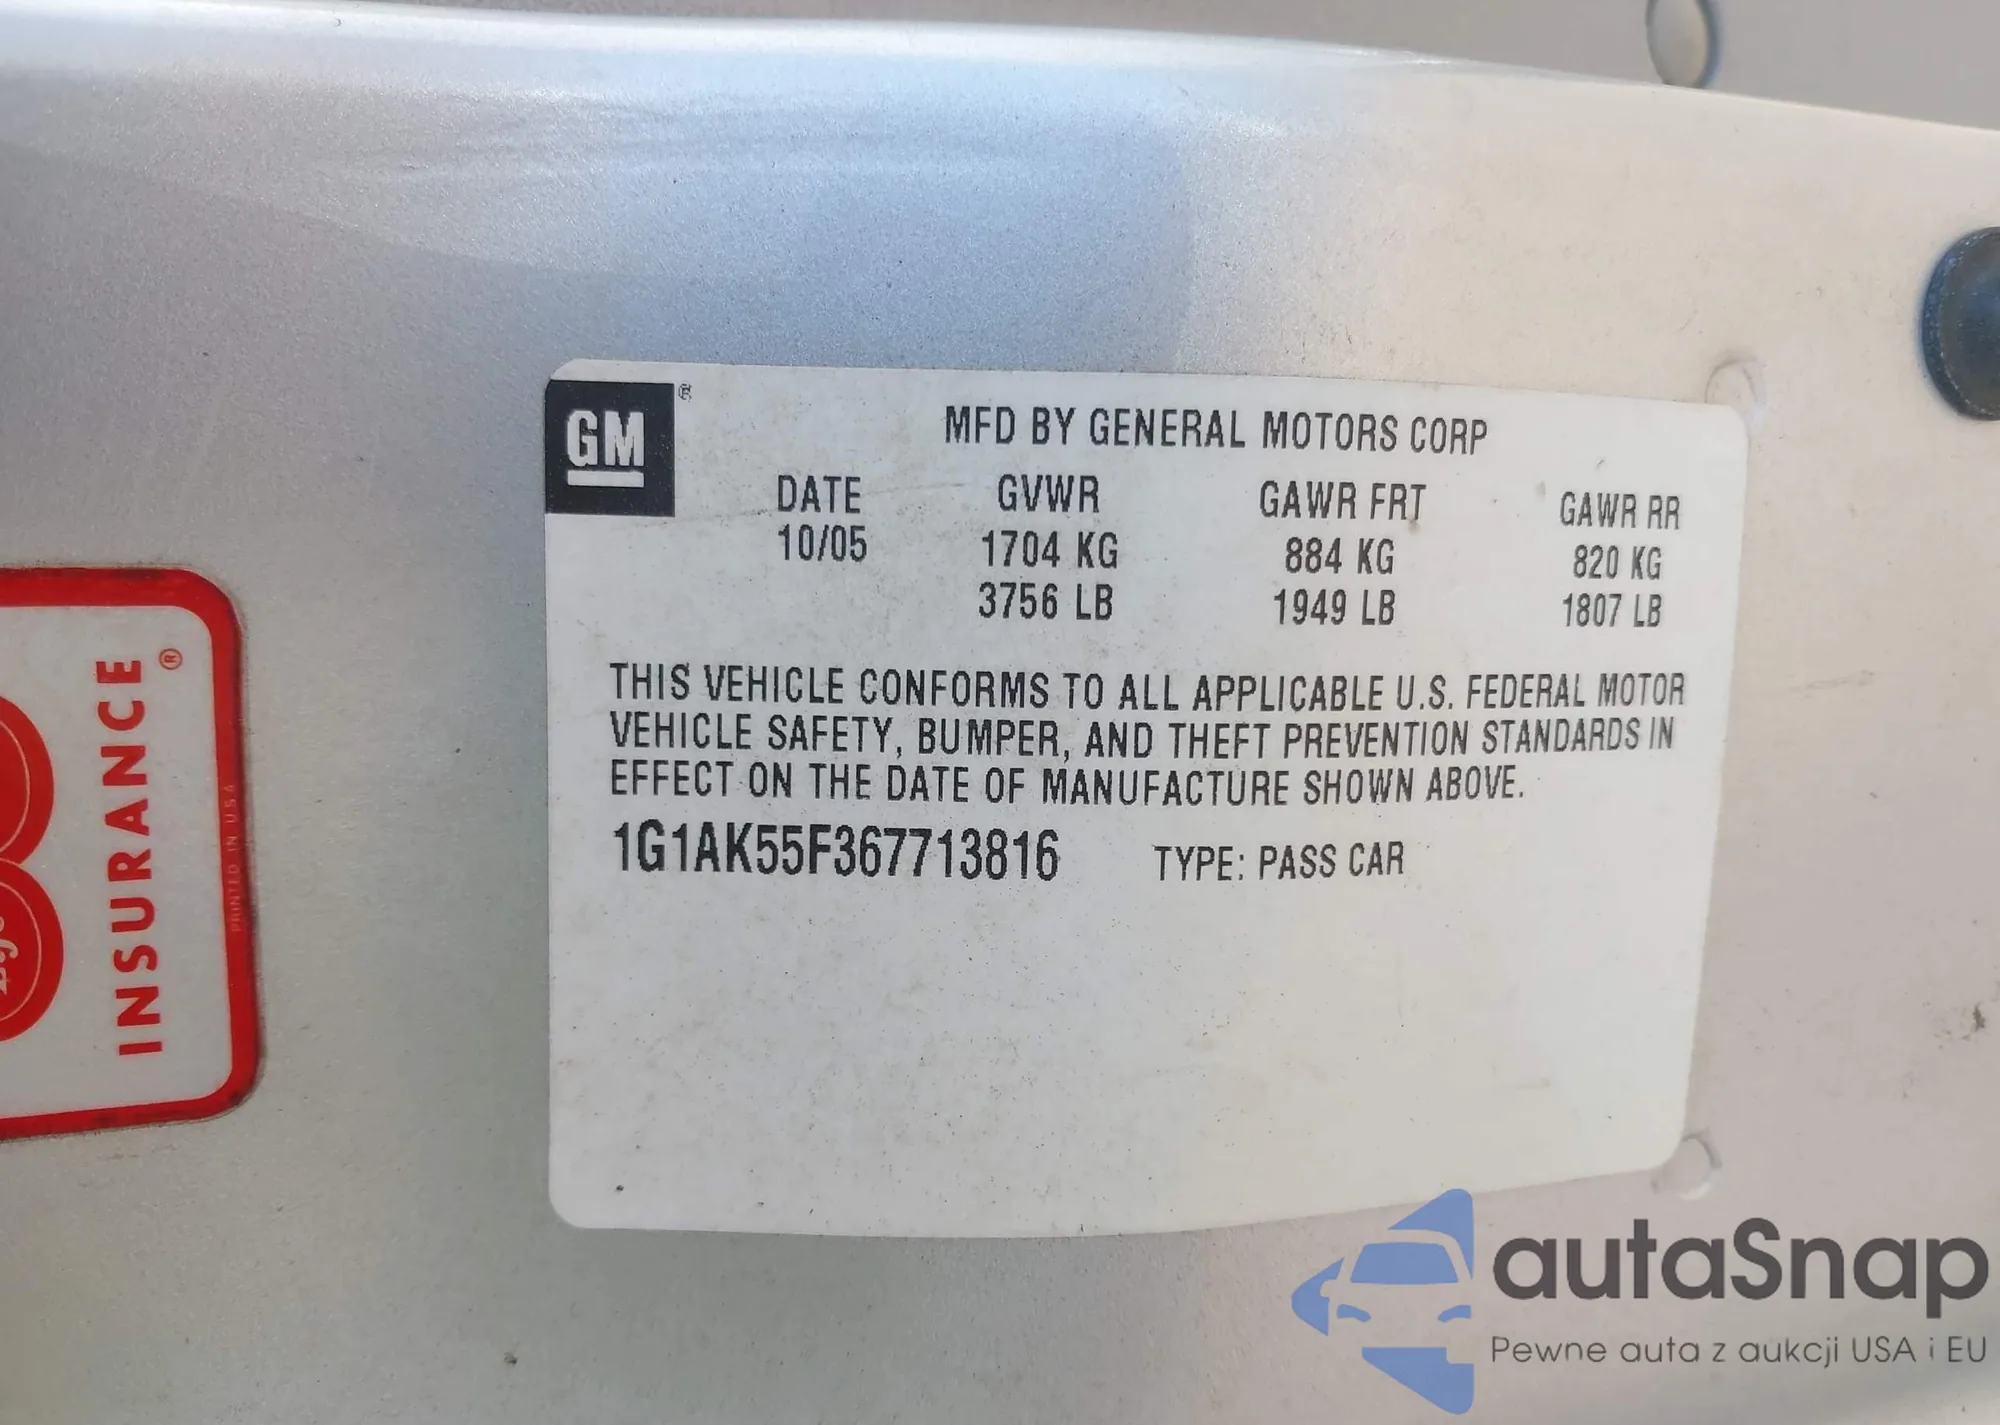 GM®
MFD BY GENERAL MOTORS CORP
DATE GVWR GAWR FRT GAWR RR
10/05 1704 KG 884 KG 820 KG
3756 LB 1949 LB 1807 LB
THIS VEHICLE CONFORMS TO ALL APPLICABLE U.S. FEDERAL MOTOR
VEHICLE SAFETY, BUMPER, AND THEFT PREVENTION STANDARDS IN
EFFECT ON THE DATE OF MANUFACTURE SHOWN ABOVE.
1G1AK55F367713816 TYPE: PASS CAR
INSURANCE®
PRINTED IN USA
autaSnap
Pewne auta z aukcji USA i EU